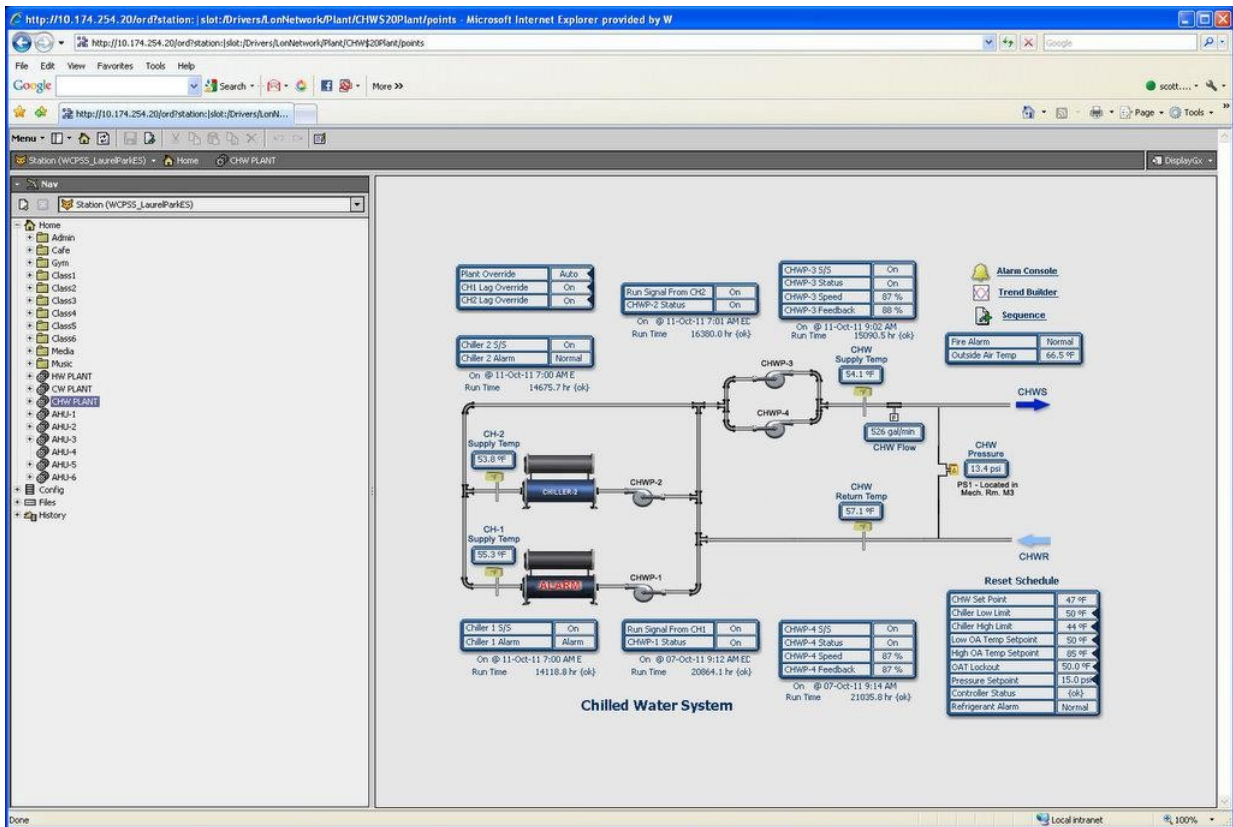 http://10.174.254.20/ord?station:|slot:/Drivers/LonNetwork/Plant/CHW$20Plant/points - Microsoft Internet Explorer provided by W
http://10.174.254.20/ord?station:|slot:/Drivers/LonNetwork/Plant/CHW$20Plant/points
Google
File Edit View Favorites Tools Help
Google Search More >> scott....
http://10.174.254.20/ord?station:|slot:/Drivers/LonN... Page Tools
Menu
Station (WCPSS_LaurelParkES) Home CHW PLANT DisplayGx
Nav
Station (WCPSS_LaurelParkES)
Home
Admin
Cafe
Gym
Class1
Class2
Class3
Class4
Class5
Class6
Media
Music
HW PLANT
CW PLANT
CHW PLANT
AHU-1
AHU-2
AHU-3
AHU-4
AHU-5
AHU-6
Config
Files
History
Plant Override Auto
CH1 Lag Override On
CH2 Lag Override On
Run Signal From CH2 On
CHWP-2 Status On
On @ 11-Oct-11 7:01 AM ED
Run Time 16380.0 hr {ok}
CHWP-3 S/S On
CHWP-3 Status On
CHWP-3 Speed 87 %
CHWP-3 Feedback 88 %
On @ 11-Oct-11 9:02 AM
Run Time 15090.5 hr {ok}
Alarm Console
Trend Builder
Sequence
Fire Alarm Normal
Outside Air Temp 66.5 ºF
Chiller 2 S/S On
Chiller 2 Alarm Normal
On @ 11-Oct-11 7:00 AM E
Run Time 14675.7 hr {ok}
CHWP-3
CHWP-4
CHW
Supply Temp
54.1 ºF
CHWS
F
526 gal/min
CHW Flow
CH-2
Supply Temp
53.8 ºF
CHILLER-2
CHWP-2
CHW
Pressure
13.4 psi
PS1 - Located in
Mech. Rm. M3
CHW
Return Temp
57.1 ºF
CHWR
CH-1
Supply Temp
55.3 ºF
ALARM
CHWP-1
Chiller 1 S/S On
Chiller 1 Alarm Alarm
On @ 11-Oct-11 7:00 AM E
Run Time 14118.8 hr {ok}
Run Signal From CH1 On
CHWP-1 Status On
On @ 07-Oct-11 9:12 AM ED
Run Time 20864.1 hr {ok}
CHWP-4 S/S On
CHWP-4 Status On
CHWP-4 Speed 87 %
CHWP-4 Feedback 87 %
On @ 07-Oct-11 9:14 AM
Run Time 21035.8 hr {ok}
Reset Schedule
CHW Set Point 47 ºF
Chiller Low Limit 50 ºF
Chiller High Limit 44 ºF
Low OA Temp Setpoint 50 ºF
High OA Temp Setpoint 85 ºF
OAT Lockout 50.0 ºF
Pressure Setpoint 15.0 psi
Controller Status {ok}
Refrigerant Alarm Normal
Chilled Water System
Done Local intranet 100%